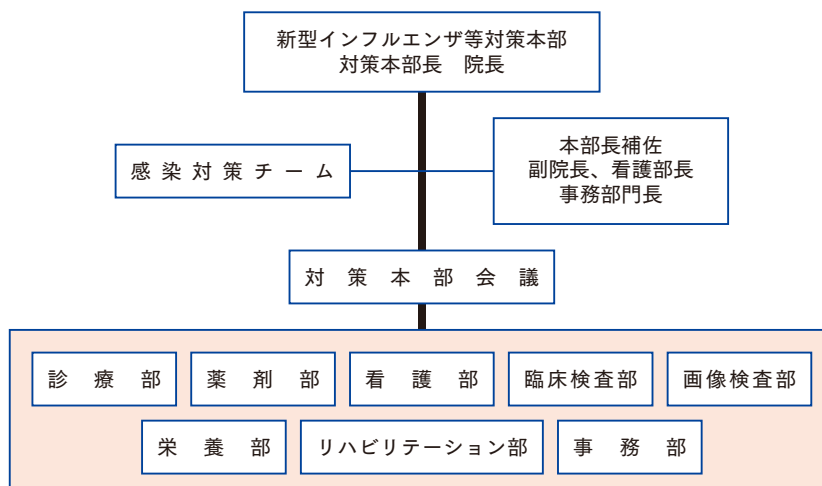 新型インフルエンザ等対策本部
対策本部長　院長
感染対策チーム
本部長補佐
副院長、看護部長
事務部門長
対策本部会議
診療部
薬剤部
看護部
臨床検査部
画像検査部
栄養部
リハビリテーション部
事務部